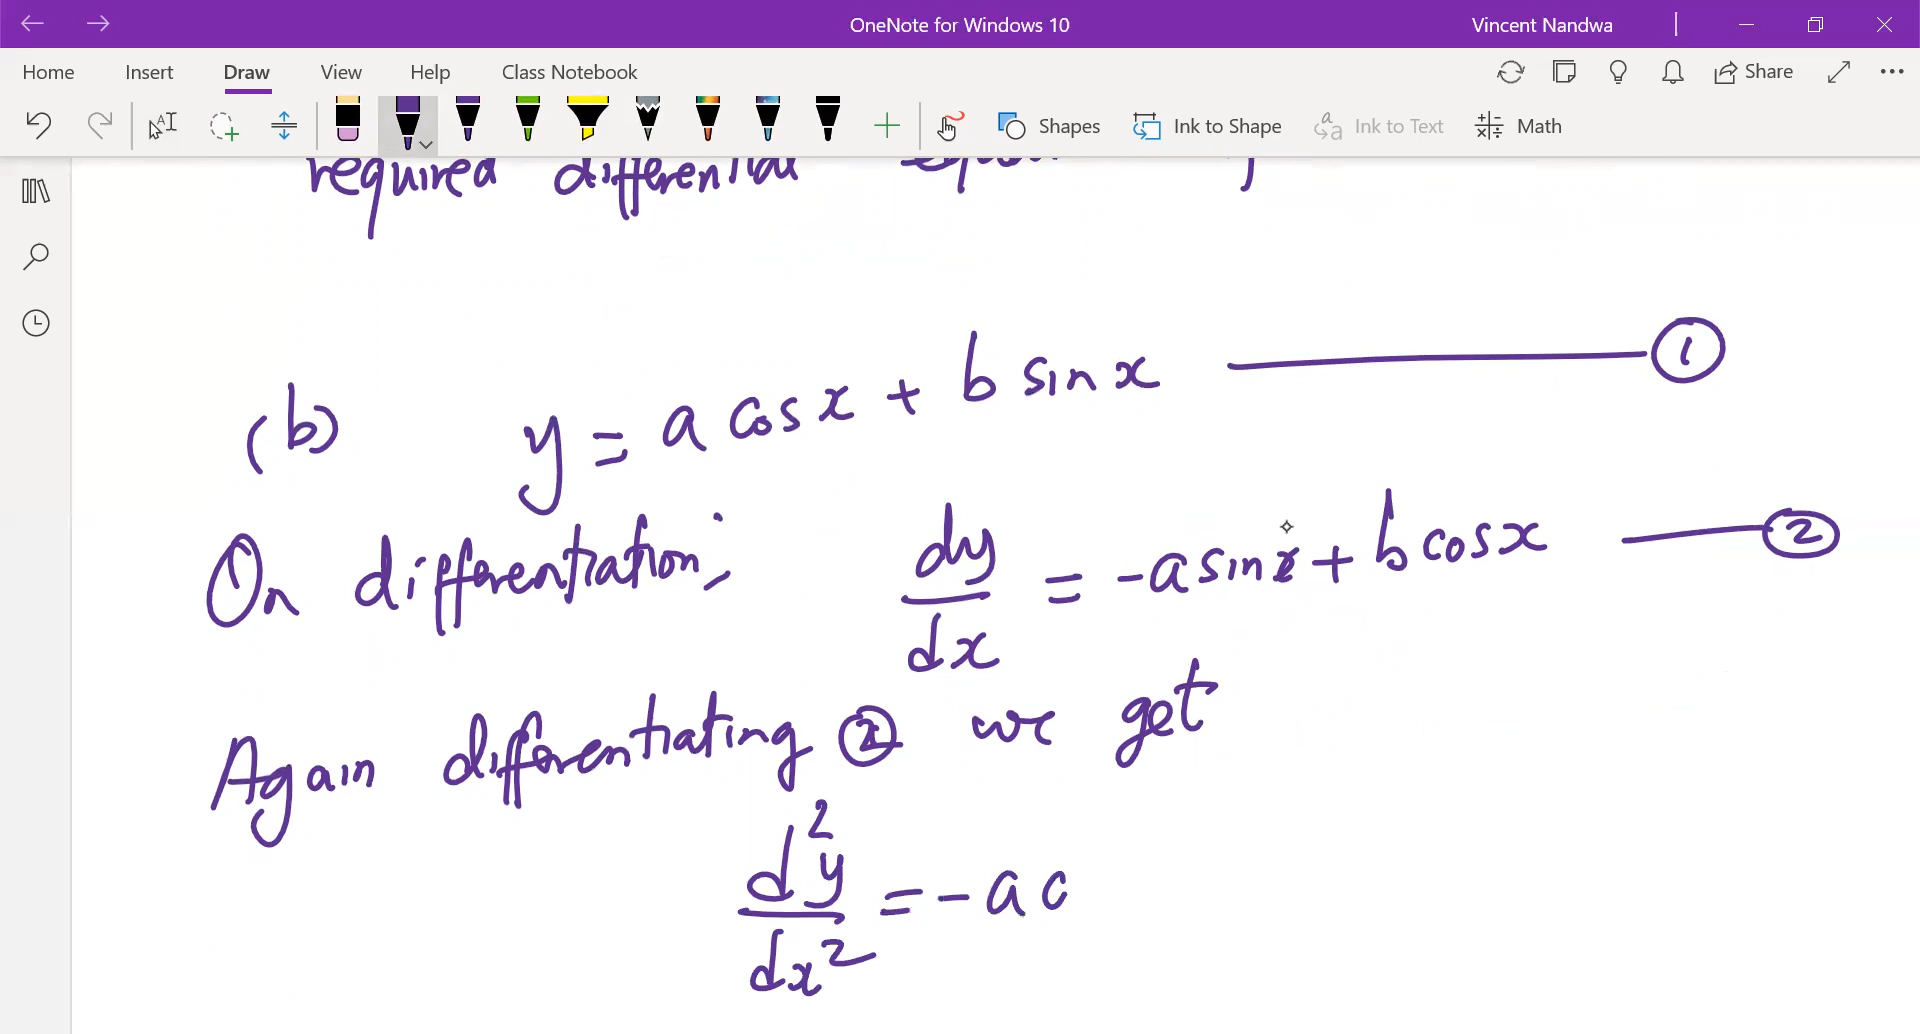 OneNote for Windows 10 Vincent Nandwa
Home Insert Draw View Help Class Notebook Share
Shapes Ink to Shape Ink to Text Math
required differential
(b) y = a cos x + b sin x ——— ①
On differentiation; dy/dx = -a sin x + b cos x ——— ②
Again differentiating ② we get
d²y/dx² = - a c